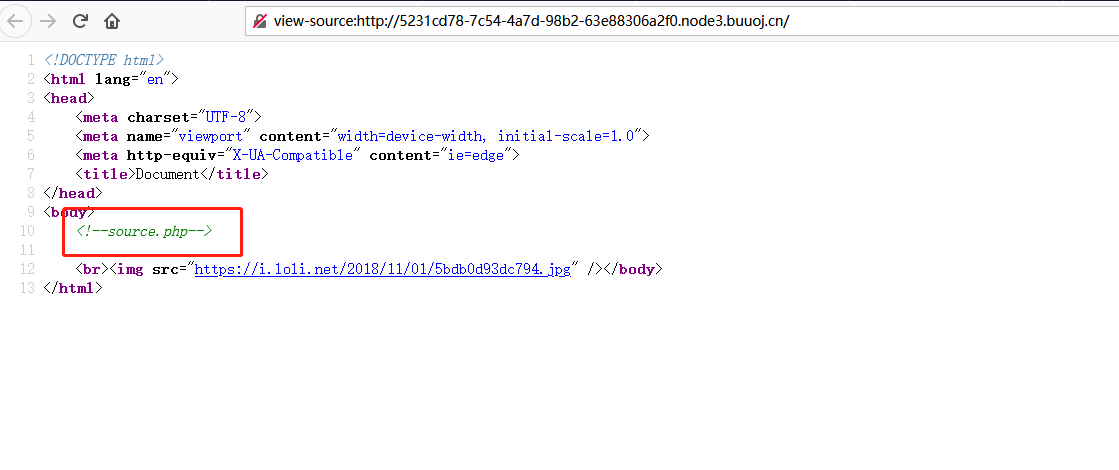 view-source:http://5231cd78-7c54-4a7d-98b2-63e88306a2f0.node3.buuoj.cn/
1 <!DOCTYPE html>
2 <html lang="en">
3 <head>
4 <meta charset="UTF-8">
5 <meta name="viewport" content="width=device-width, initial-scale=1.0">
6 <meta http-equiv="X-UA-Compatible" content="ie=edge">
7 <title>Document</title>
8 </head>
9 <body>
10 <!--source.php-->
11
12 <br><img src="https://i.loli.net/2018/11/01/5bdb0d93dc794.jpg" /></body>
13 </html>